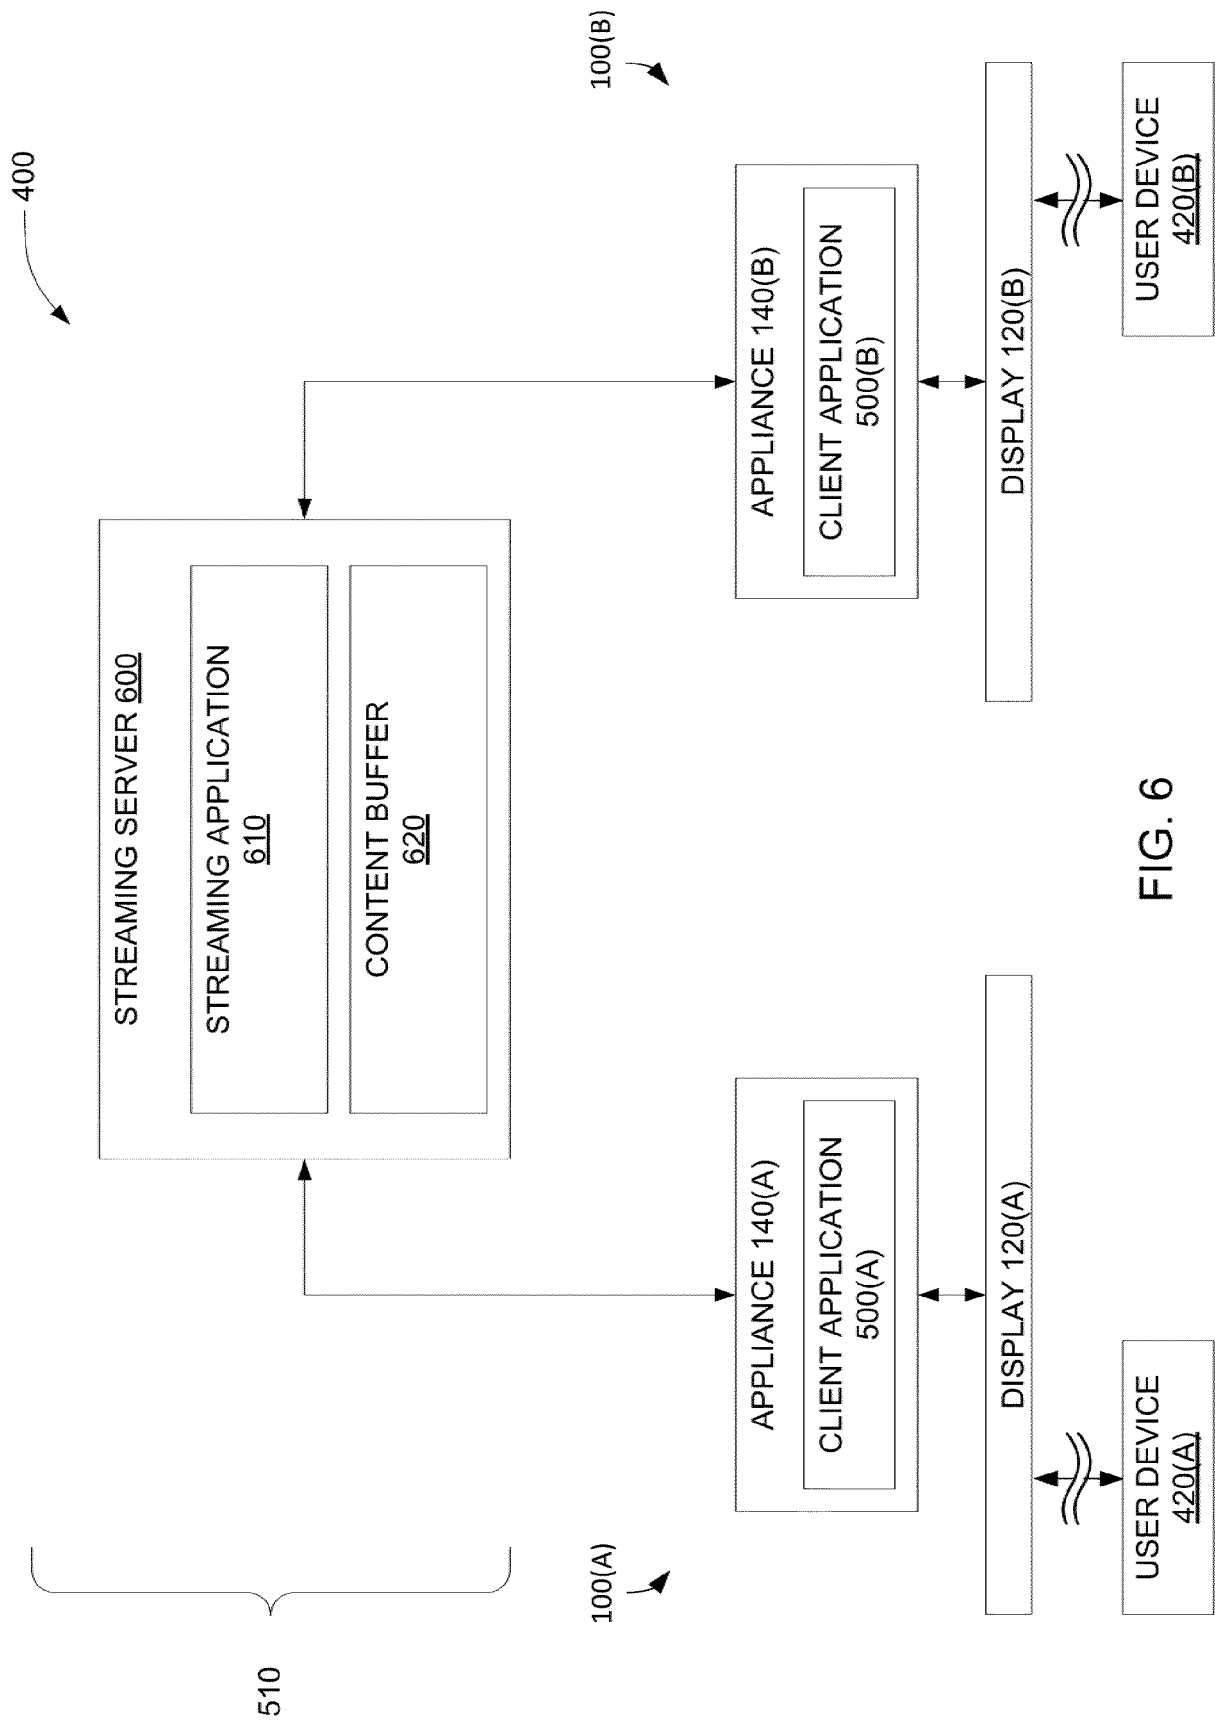 400
STREAMING SERVER 600
STREAMING APPLICATION
610
CONTENT BUFFER
620
510
100(A)
100(B)
APPLIANCE 140(A)
CLIENT APPLICATION
500(A)
APPLIANCE 140(B)
CLIENT APPLICATION
500(B)
DISPLAY 120(A)
DISPLAY 120(B)
USER DEVICE
420(A)
USER DEVICE
420(B)
FIG. 6